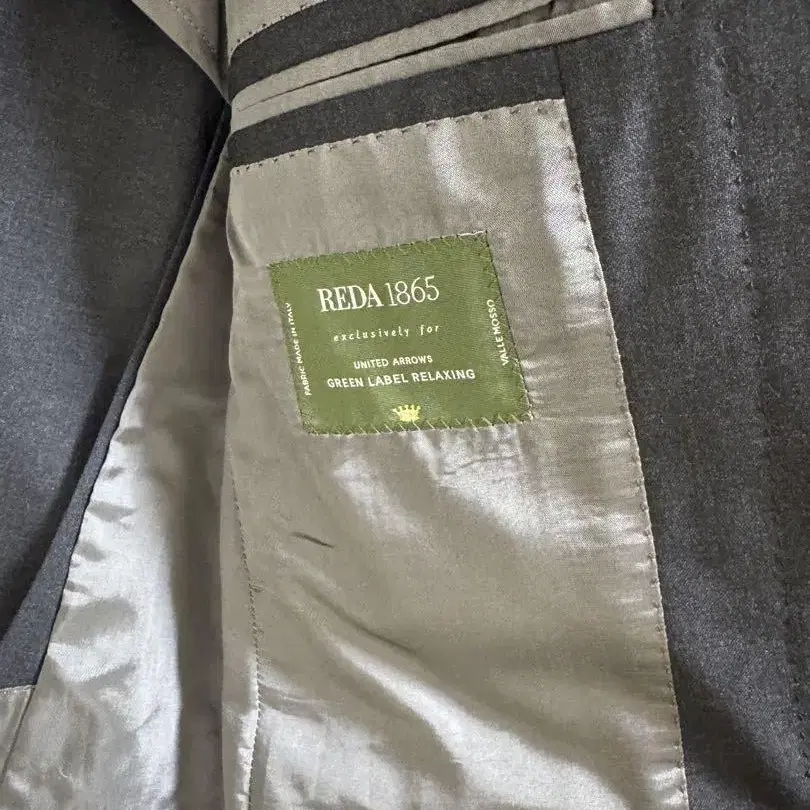 REDA 1865
exclusively for
UNITED ARROWS
GREEN LABEL RELAXING
FABRIC MADE IN ITALY
VALLE MOSSO